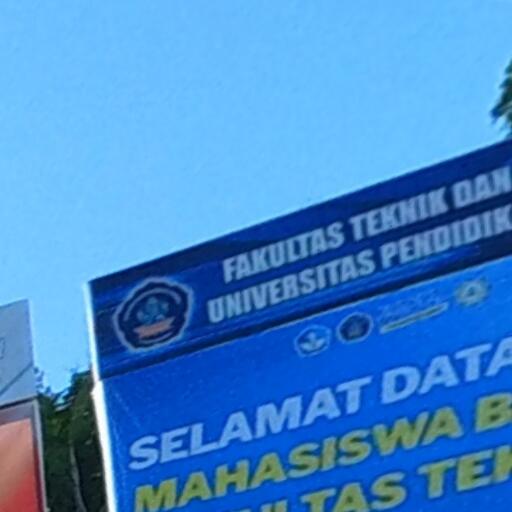 FAKULTAS TEKNIK DAN
UNIVERSITAS PENDIDIK
SELAMAT DATA
MAHASISWA B
ULTAS TEK